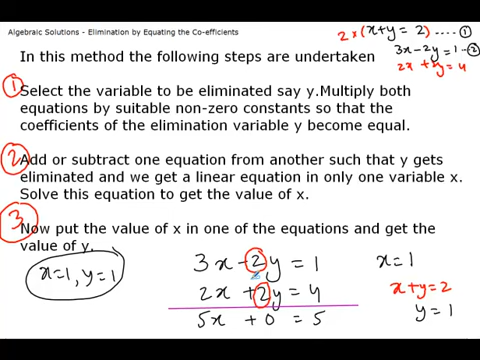 Algebraic Solutions - Elimination by Equating the Co-efficients
2 × (x+y = 2) ---- ①
3x-2y=1 -- ②
2x + 2y = 4
In this method the following steps are undertaken
① Select the variable to be eliminated say y.Multiply both
equations by suitable non-zero constants so that the
coefficients of the elimination variable y become equal.
② Add or subtract one equation from another such that y gets
eliminated and we get a linear equation in only one variable x.
Solve this equation to get the value of x.
③ Now put the value of x in one of the equations and get the
value of y.
x=1, y=1
3x - 2y = 1
2x + 2y = 4
5x + 0 = 5
x=1
x+y=2
y=1